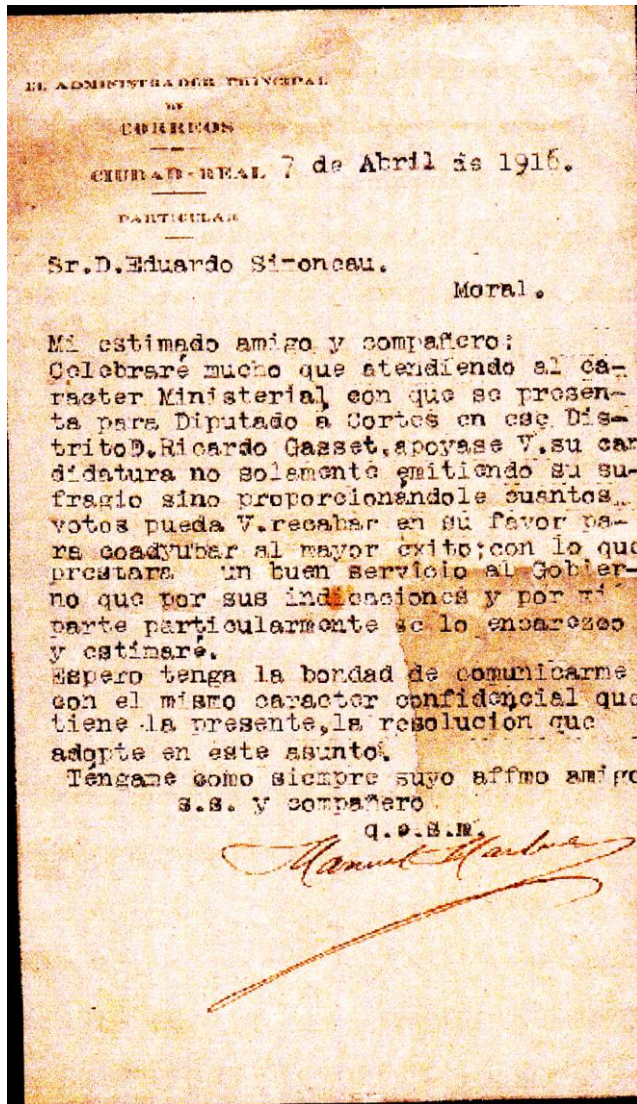 EL ADMINISTRADOR PRINCIPAL
DE
CORREOS
CIUDAD-REAL 7 de Abril de 1916.
PARTICULAR
Sr.D.Eduardo Simoneau.
Moral.
Mi estimado amigo y compañero:
Celebraré mucho que atendiendo al ca-
racter Ministerial con que se presen-
ta para Diputado a Cortes en ese Dis-
tritoD.Ricardo Gasset,apoyase V.su can
didatura no solamente emitiendo su su-
fragio sino proporcionándole cuantos
votos pueda V.recabar en su favor pa-
ra coadyubar al mayor éxito;con lo que
prestara un buen servicio al Gobier-
no que por sus indicaciones y por mi
parte particularmente se lo encarezco
y estimaré.
Espero tenga la bondad de comunicarme
con el mismo caracter confidencial que
tiene la presente,la resolución que
adopte en este asunto.
Téngame como siempre suyo affmo amigo
s.s. y compañero
q.e.s.m.
Manuel